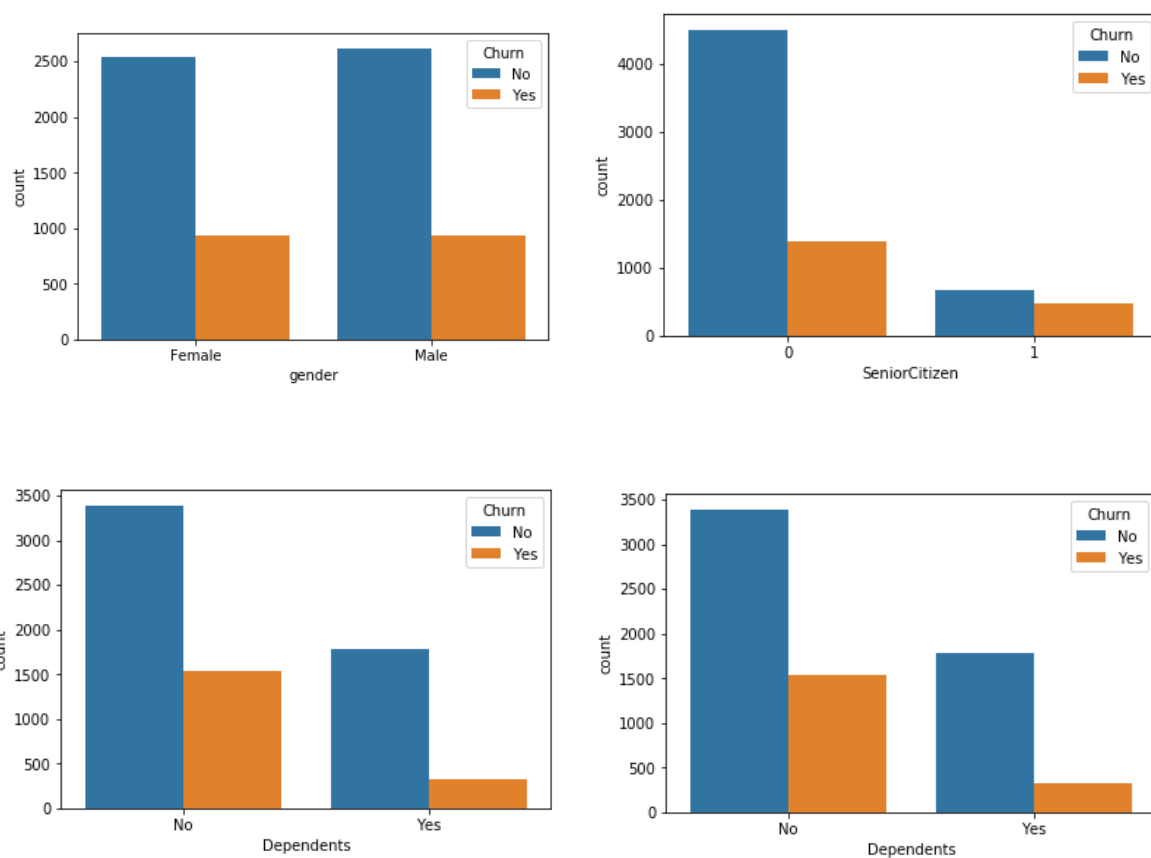 Churn
No
Yes
2500
2000
1500
1000
500
0
count
Female
Male
gender
Churn
No
Yes
4000
3000
2000
1000
0
count
0
1
SeniorCitizen
Churn
No
Yes
3500
3000
2500
2000
1500
1000
500
0
count
No
Yes
Dependents
Churn
No
Yes
3500
3000
2500
2000
1500
1000
500
0
count
No
Yes
Dependents